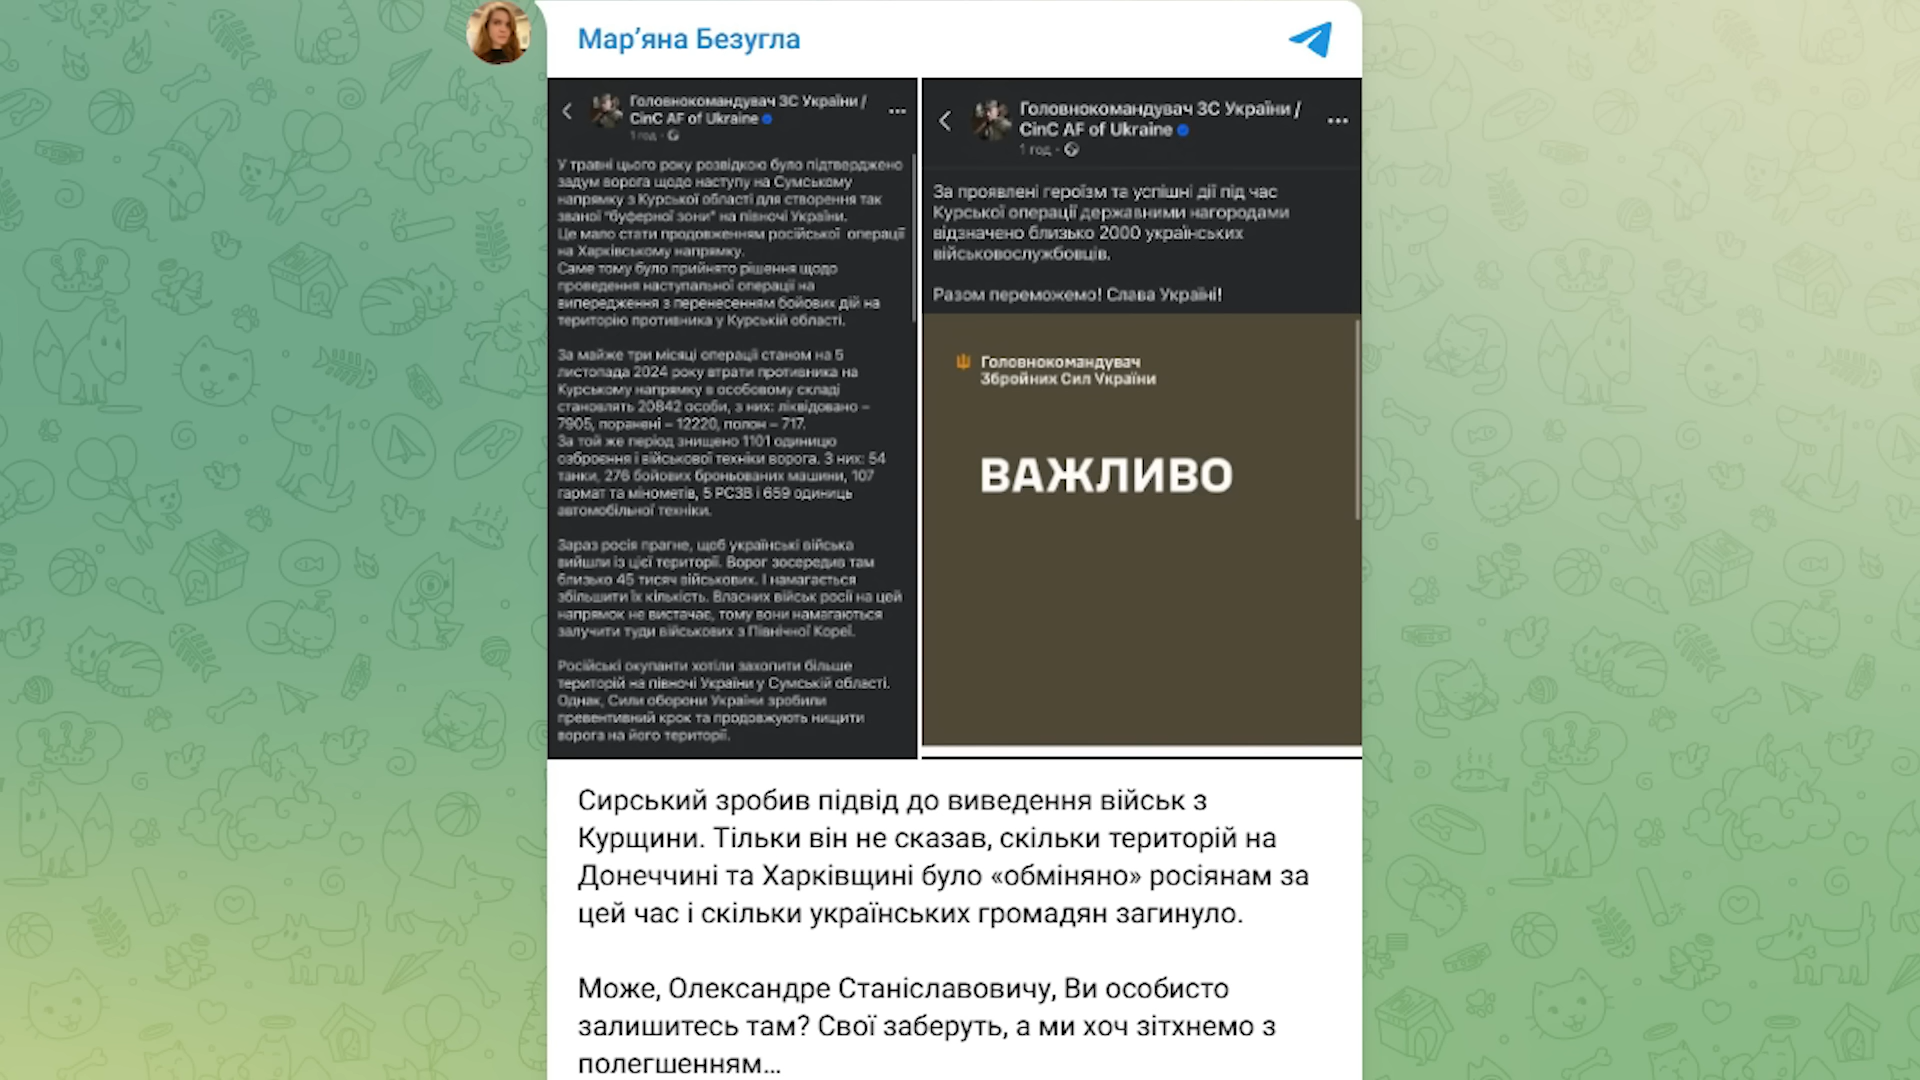 Мар’яна Безугла
Головнокомандувач ЗС України /
CinC AF of Ukraine
1 год
У травні цього року розвідкою було підтверджено
задум ворога щодо наступу на Сумському
напрямку з Курської області для створення так
званої "буферної зони" на півночі України.
Це мало стати продовженням російської операції
на Харківському напрямку.
Саме тому було прийнято рішення щодо
проведення наступальної операції на
випередження з перенесенням бойових дій на
територію противника у Курській області.
За майже три місяці операції станом на 5
листопада 2024 року втрати противника на
Курському напрямку в особовому складі
становлять 20842 особи, з них: ліквідовано –
7905, поранені – 12220, полон – 717.
За той же період знищено 1101 одиницю
озброєння і військової техніки ворога. З них: 54
танки, 276 бойових броньованих машини, 107
гармат та мінометів, 5 РСЗВ і 659 одиниць
автомобільної техніки.
Зараз росія прагне, щоб українські війська
вийшли із цієї території. Ворог зосередив там
близько 45 тисяч військових. І намагається
збільшити їх кількість. Власних військ росії на цей
напрямок не вистачає, тому вони намагаються
залучити туди військових з Північної Кореї.
Російські окупанти хотіли захопити більше
територій на півночі України у Сумській області.
Однак, Сили оборони України зробили
превентивний крок та продовжують нищити
ворога на його території.
Головнокомандувач ЗС України /
CinC AF of Ukraine
1 год
За проявлені героїзм та успішні дії під час
Курської операції державними нагородами
відзначено близько 2000 українських
військовослужбовців.
Разом переможемо! Слава Україні!
Головнокомандувач
Збройних Сил України
ВАЖЛИВО
Сирський зробив підвід до виведення військ з
Курщини. Тільки він не сказав, скільки територій на
Донеччині та Харківщині було «обміняно» росіянам за
цей час і скільки українських громадян загинуло.
Може, Олександре Станіславовичу, Ви особисто
залишитесь там? Свої заберуть, а ми хоч зітхнемо з
полегшенням...